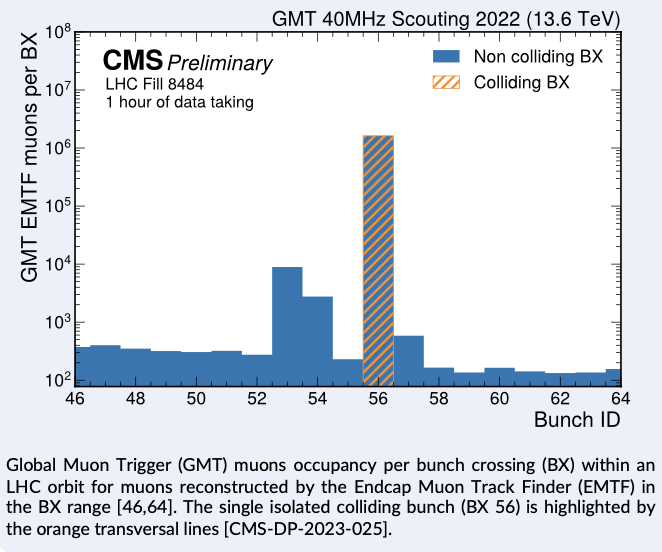 GMT 40MHz Scouting 2022 (13.6 TeV)
CMS Preliminary
LHC Fill 8484
1 hour of data taking
Non colliding BX
Colliding BX
GMT EMTF muons per BX
10⁸
10⁷
10⁶
10⁵
10⁴
10³
10²
46 48 50 52 54 56 58 60 62 64
Bunch ID
Global Muon Trigger (GMT) muons occupancy per bunch crossing (BX) within an
LHC orbit for muons reconstructed by the Endcap Muon Track Finder (EMTF) in
the BX range [46,64]. The single isolated colliding bunch (BX 56) is highlighted by
the orange transversal lines [CMS-DP-2023-025].